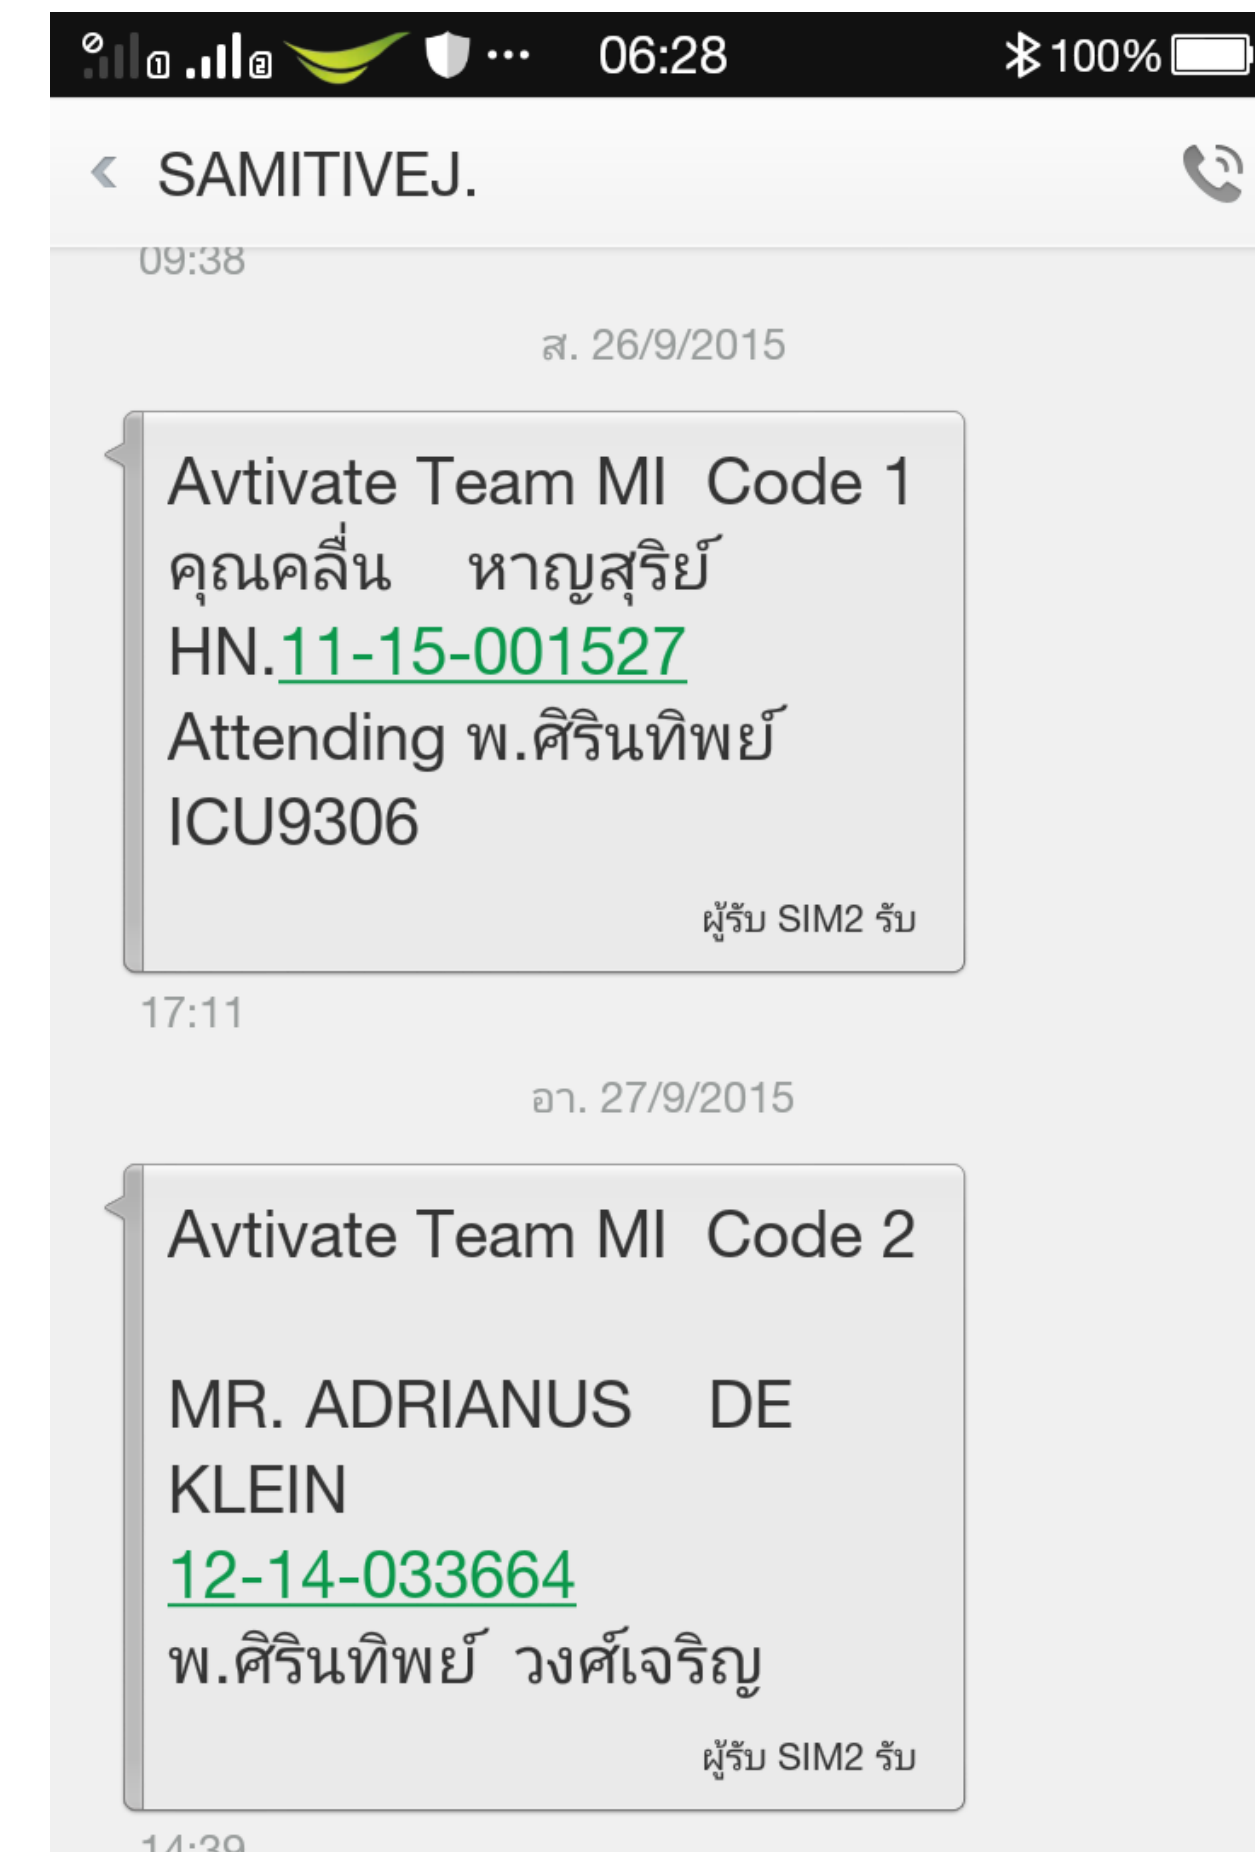 06:28 100%
SAMITIVEJ.
09:38
ส. 26/9/2015
Avtivate Team MI  Code 1
คุณคลื่น    หาญสุริย์
HN.11-15-001527
Attending พ.ศิรินทิพย์
ICU9306
ผู้รับ SIM2 รับ
17:11
อา. 27/9/2015
Avtivate Team MI  Code 2
MR. ADRIANUS    DE
KLEIN
12-14-033664
พ.ศิรินทิพย์  วงศ์เจริญ
ผู้รับ SIM2 รับ
14:39